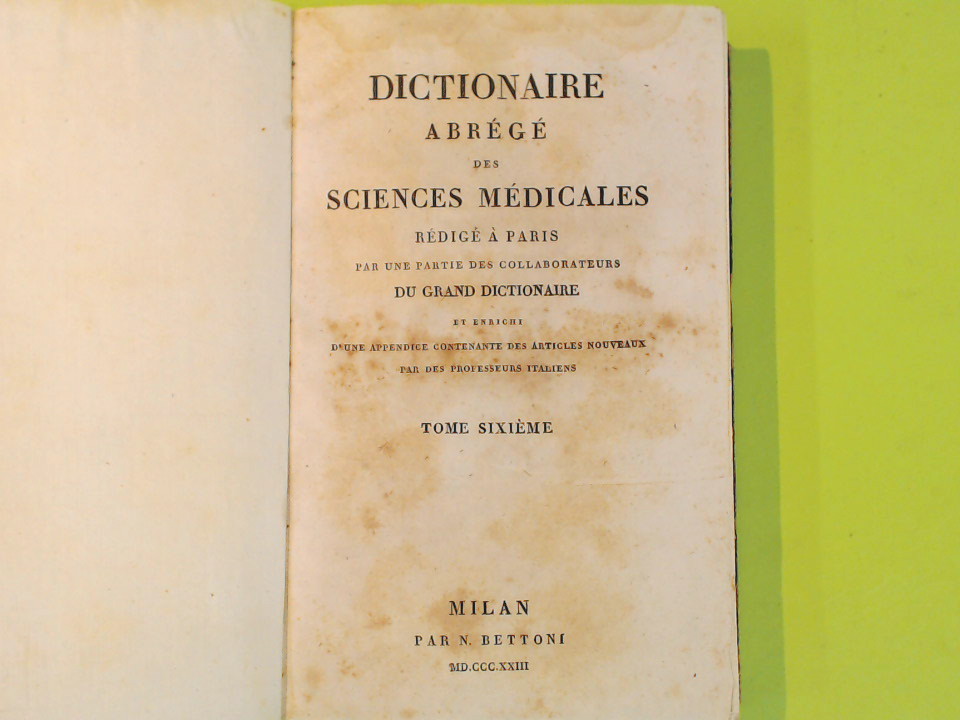 DICTIONAIRE
ABRÉGÉ
DES
SCIENCES MÉDICALES
RÉDIGÉ À PARIS
PAR UNE PARTIE DES COLLABORATEURS
DU GRAND DICTIONAIRE
ET ENRICHI
D'UNE APPENDICE CONTENANTE DES ARTICLES NOUVEAUX
PAR DES PROFESSEURS ITALIENS
TOME SIXIÈME
MILAN
PAR N. BETTONI
MD.CCC.XXIII